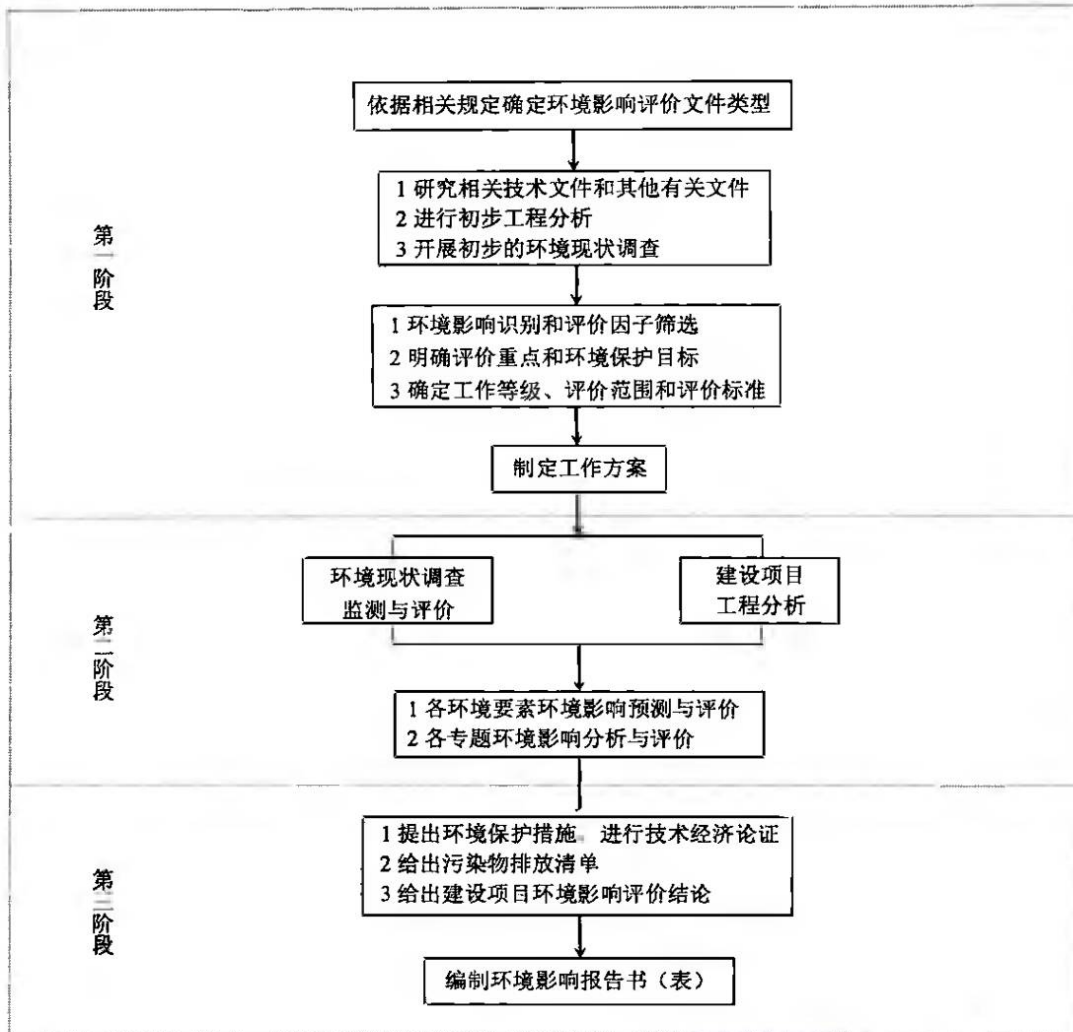 依据相关规定确定环境影响评价文件类型
1 研究相关技术文件和其他有关文件
2 进行初步工程分析
3 开展初步的环境现状调查
第一阶段
1 环境影响识别和评价因子筛选
2 明确评价重点和环境保护目标
3 确定工作等级、评价范围和评价标准
制定工作方案
环境现状调查
监测与评价
建设项目
工程分析
第二阶段
1 各环境要素环境影响预测与评价
2 各专题环境影响分析与评价
1 提出环境保护措施，进行技术经济论证
2 给出污染物排放清单
3 给出建设项目环境影响评价结论
第三阶段
编制环境影响报告书（表）